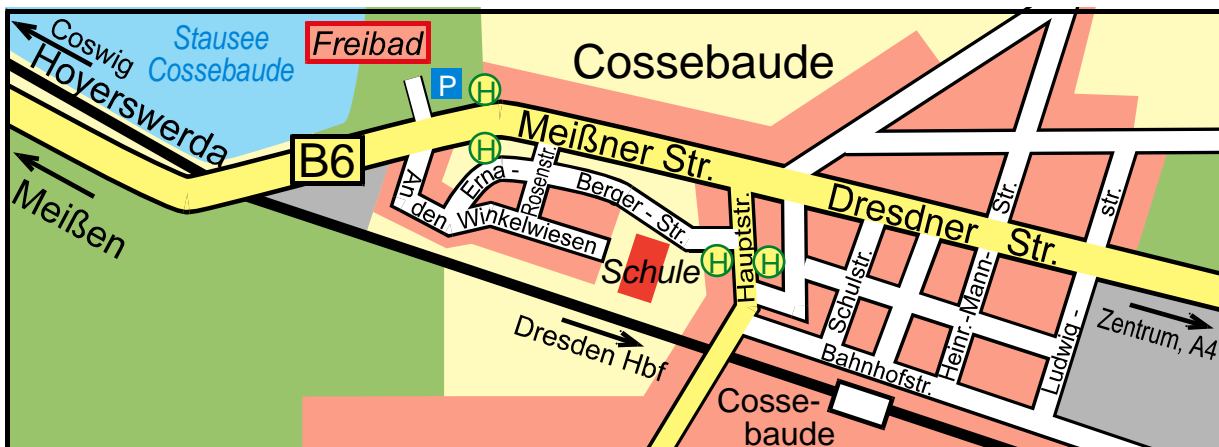 Coswig
Hoyerswerda
Stausee
Cossebaude
Freibad
P
H
Cossebaude
Meißner Str.
B6
H
Meißen
An
den
Winkelwiesen
Erna -
Berger - Str.
Rosenstr.
Schule
H
H
Hauptstr.
Dresdner Str.
Schulstr.
Heinr.-Mann-
Str.
Ludwig -
str.
Bahnhofstr.
Zentrum, A4
Dresden Hbf
Cosse-
baude